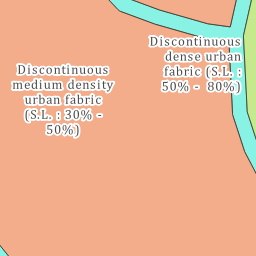 Discontinuous
dense urban
fabric (S.L. :
50% -  80%)
Discontinuous
medium density
urban fabric
(S.L. : 30% -
50%)